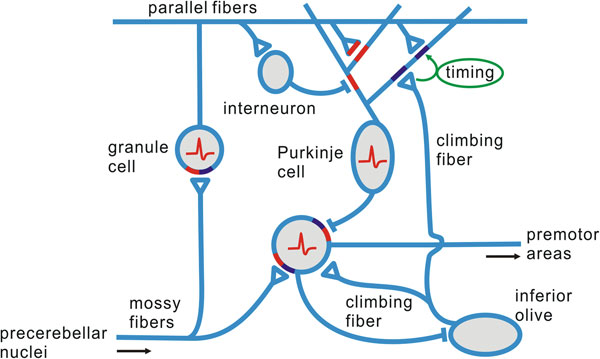 parallel fibers
timing
interneuron
granule
cell
Purkinje
cell
climbing
fiber
premotor
areas
mossy
fibers
climbing
fiber
inferior
olive
precerebellar
nuclei